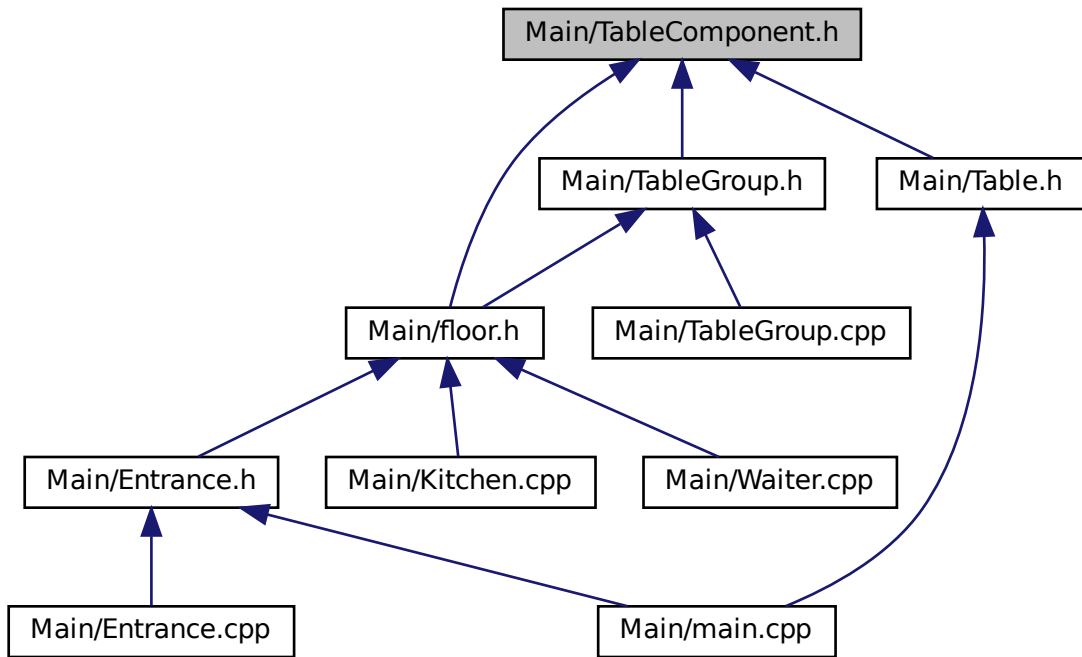 Main/TableComponent.h
Main/TableGroup.h
Main/Table.h
Main/floor.h
Main/TableGroup.cpp
Main/Entrance.h
Main/Kitchen.cpp
Main/Waiter.cpp
Main/Entrance.cpp
Main/main.cpp